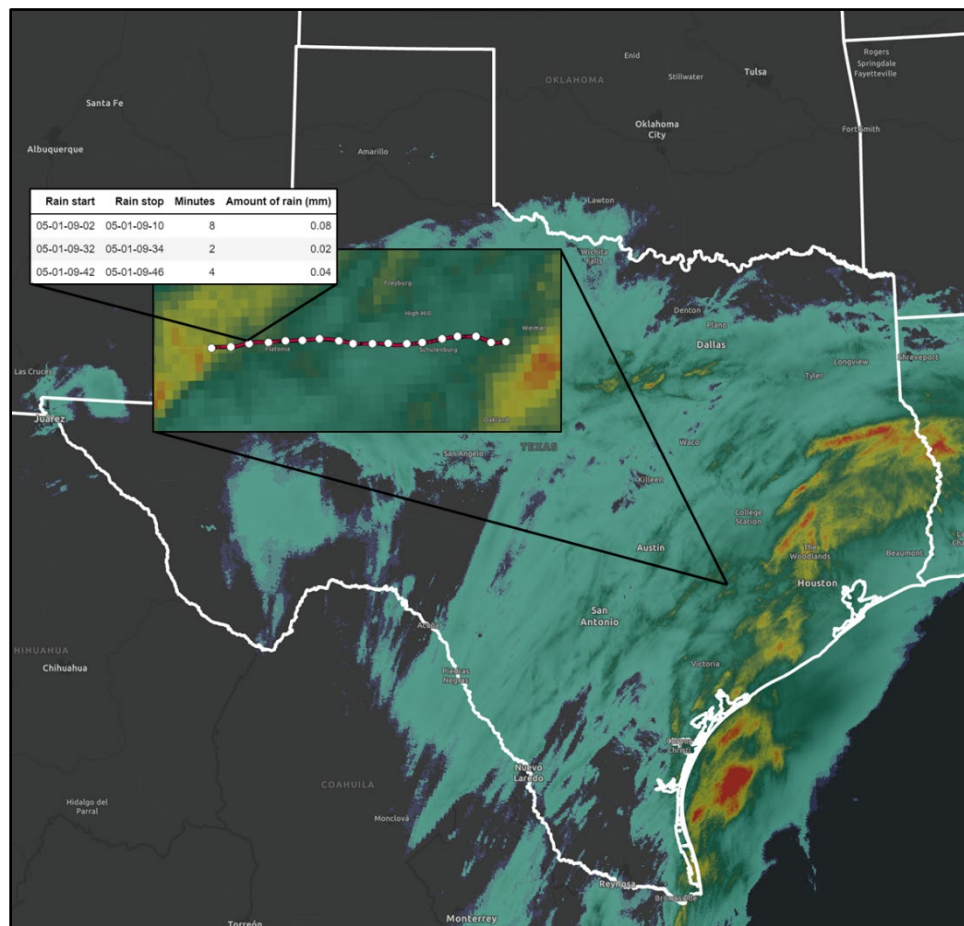 Rogers
Springdale
Fayetteville
Enid
OKLAHOMA
Stillwater
Tulsa
Santa Fe
Oklahoma
City
Fort Smith
Albuquerque
Amarillo
Rain start Rain stop Minutes Amount of rain (mm)
05-01-09-02 05-01-09-10 8 0.08
05-01-09-32 05-01-09-34 2 0.02
05-01-09-42 05-01-09-46 4 0.04
Lawton
Wichita
Falls
Freyburg
High Hill
Weimar
Flatonia
Schulenburg
Oakland
Denton
Plano
Dallas
Longview
Shreveport
Tyler
Las Cruces
Juárez
Waco
TEXAS
San Angelo
Killeen
College
Station
Austin
The
Woodlands
Beaumont
Houston
San
Antonio
Victoria
HIHUAHUA
Chihuahua
Piedras
Negras
Nuevo
Laredo
COAHUILA
Hidalgo del
Parral
Monclova
Reynosa
Brownsville
Monterrey
Torreón